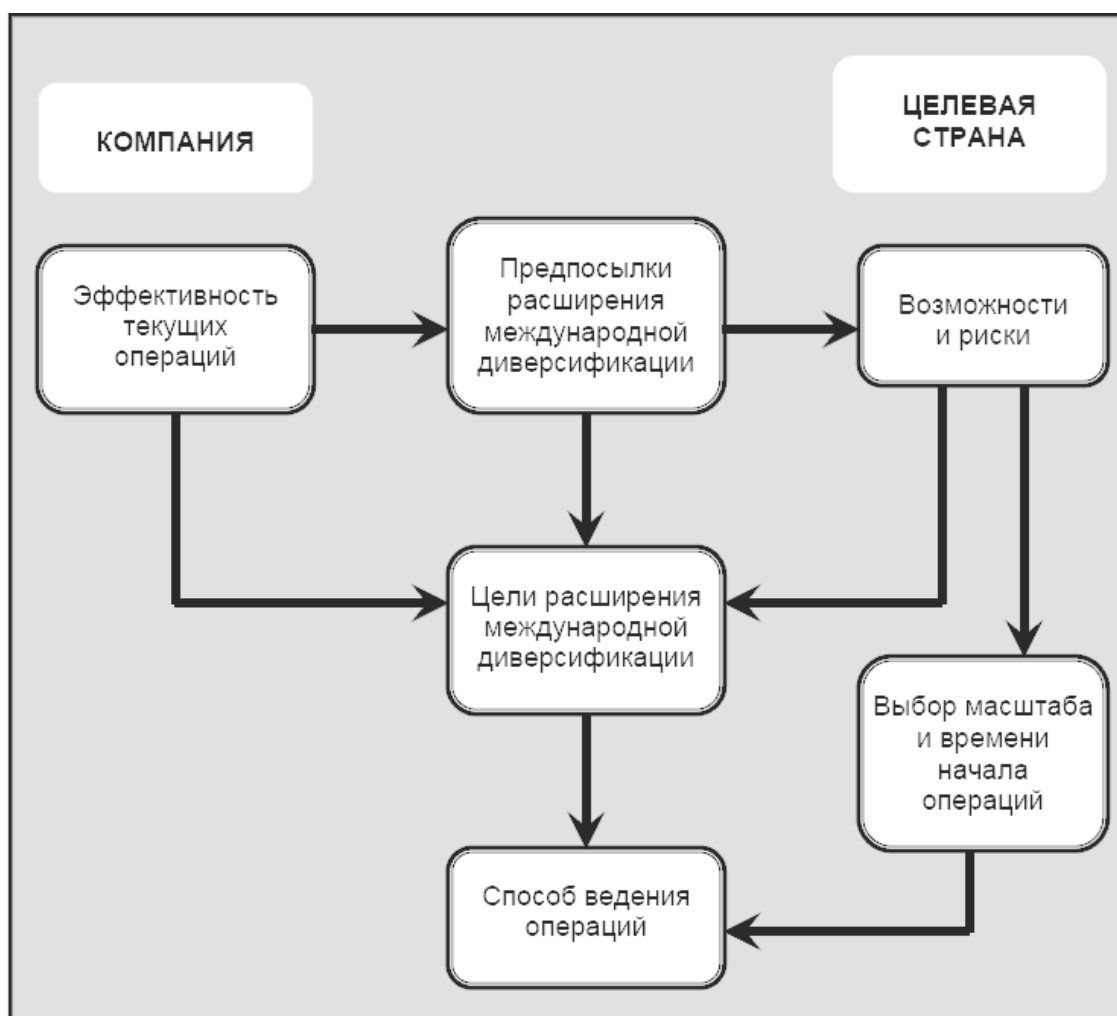 КОМПАНИЯ
ЦЕЛЕВАЯ
СТРАНА
Эффективность
текущих
операций
Предпосылки
расширения
международной
диверсификации
Возможности
и риски
Цели расширения
международной
диверсификации
Выбор масштаба
и времени
начала
операций
Способ ведения
операций